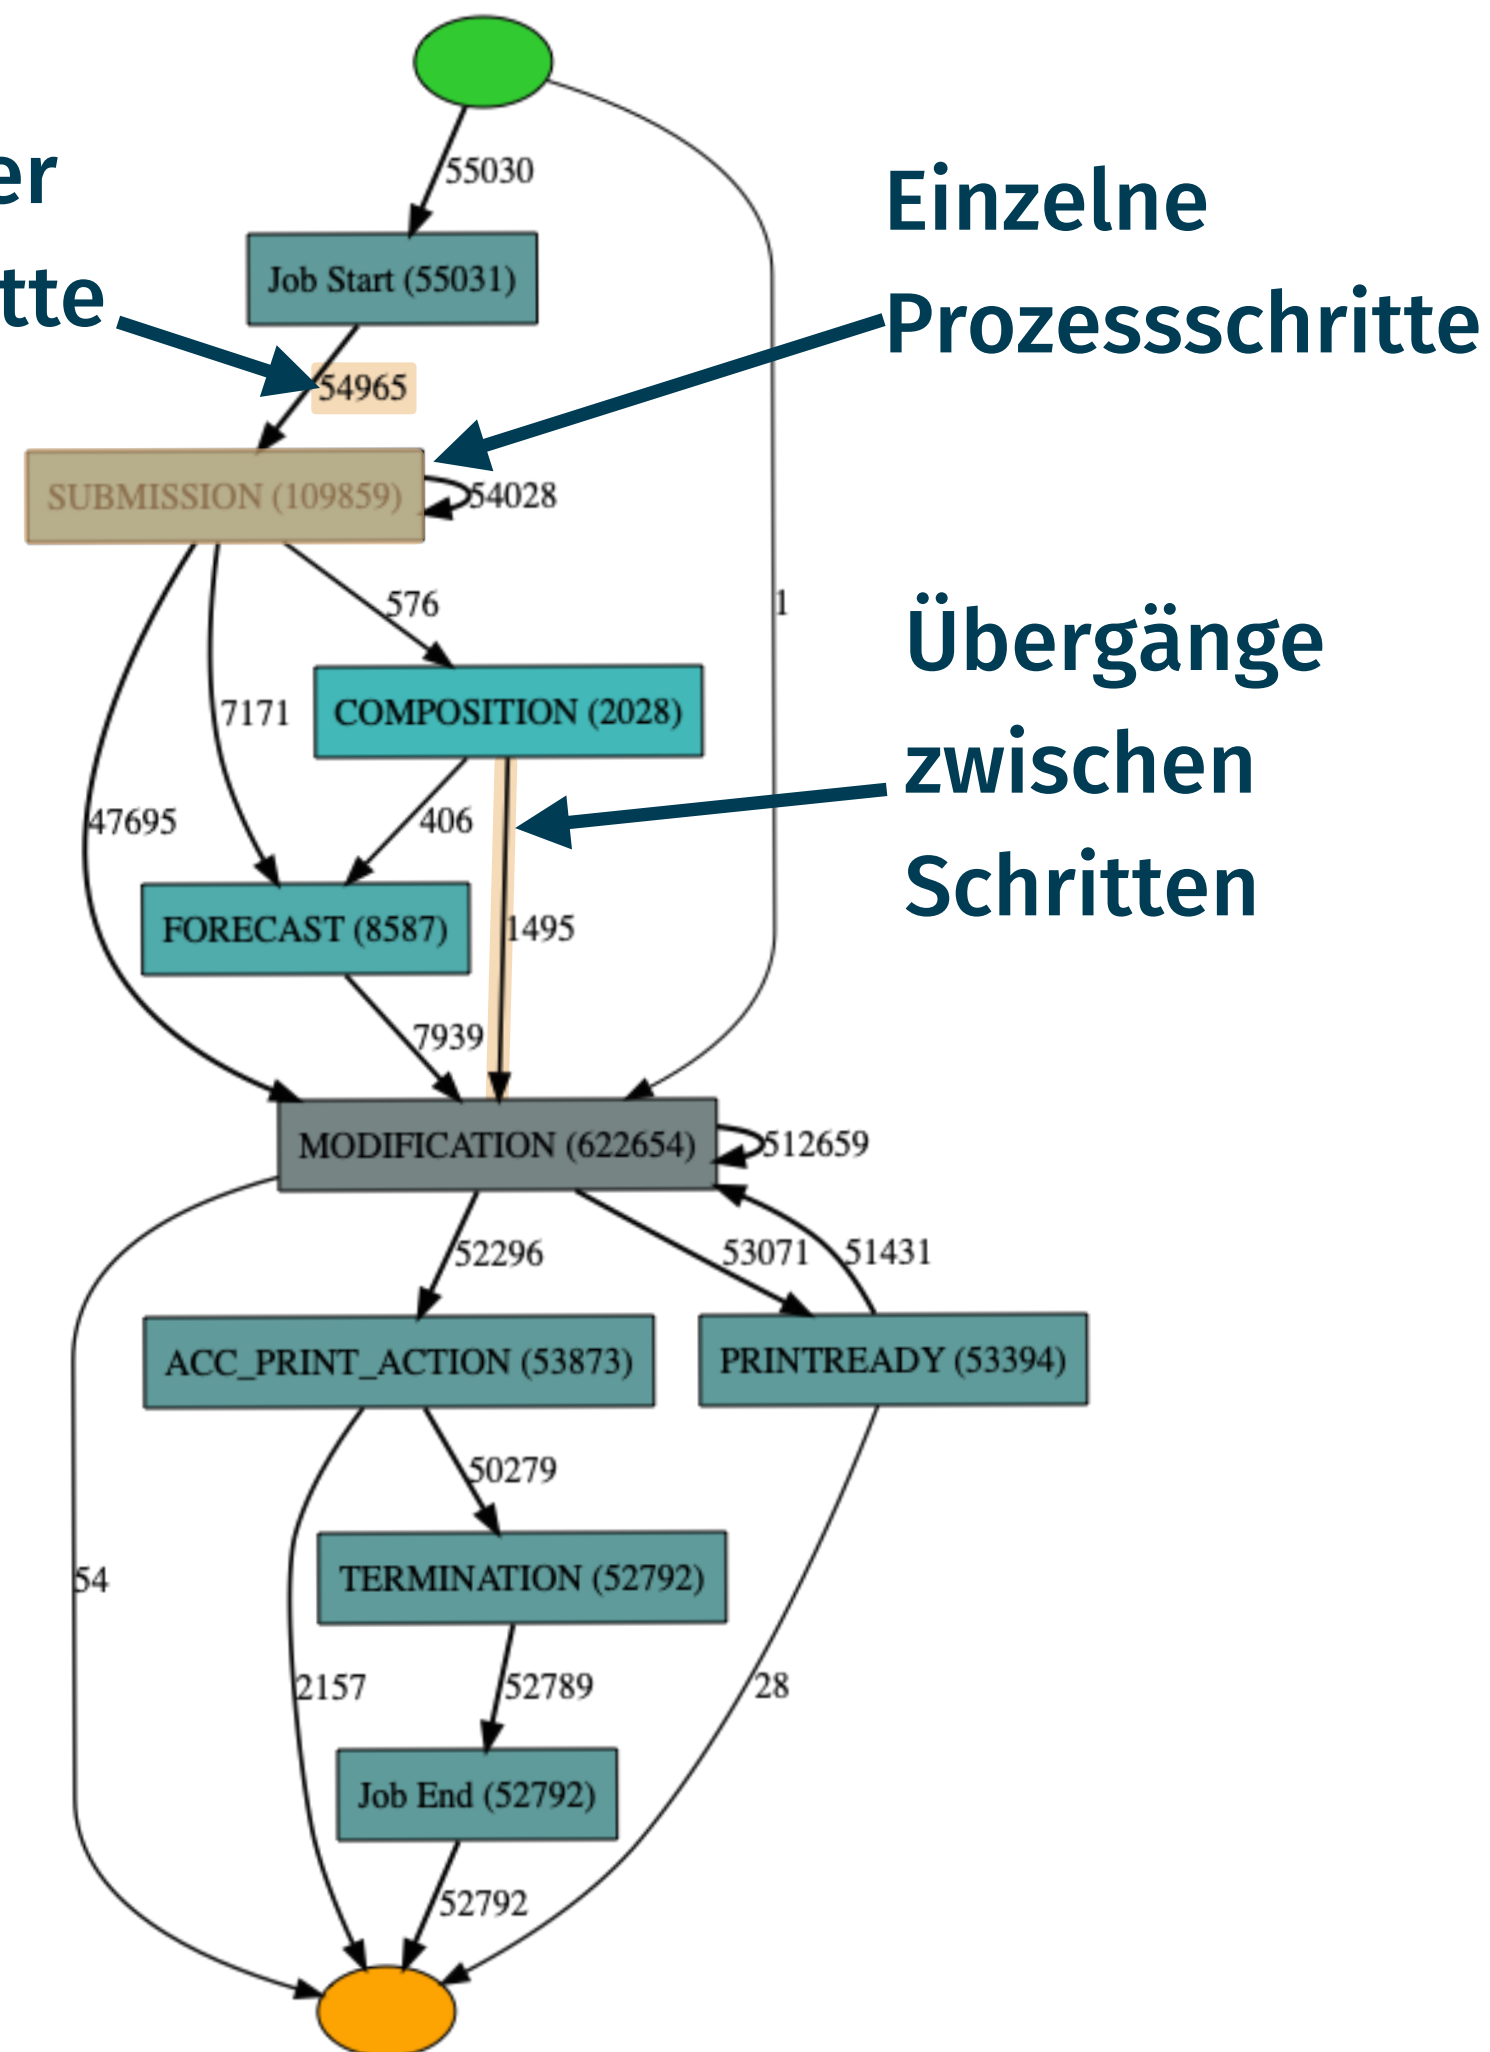 55030
er
Einzelne
Job Start (55031)
tte
Prozessschritte
54965
SUBMISSION (109859)
54028
576
1
Übergänge
7171
COMPOSITION (2028)
zwischen
47695
406
Schritten
FORECAST (8587)
1495
7939
MODIFICATION (622654)
512659
52296
53071
51431
ACC_PRINT_ACTION (53873)
PRINTREADY (53394)
50279
54
TERMINATION (52792)
2157
52789
28
Job End (52792)
52792